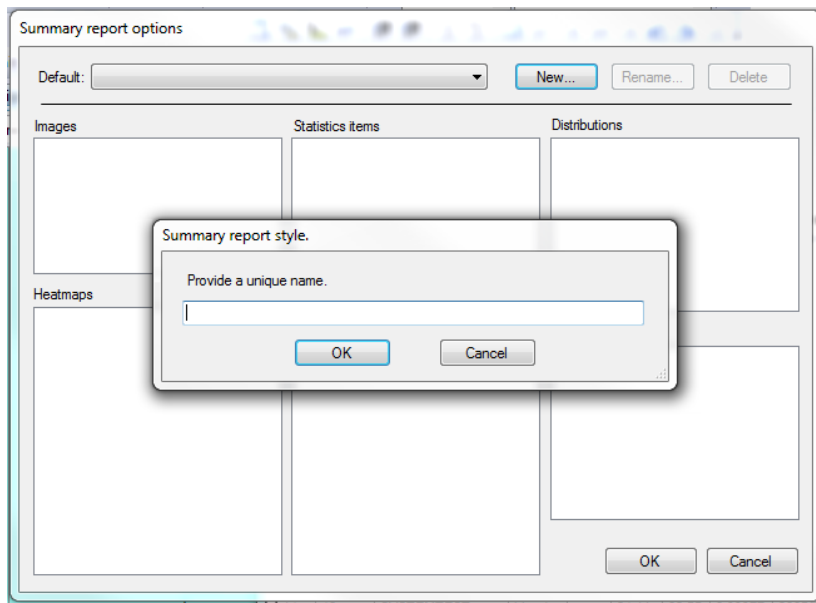 Summary report options
Default:
New...
Rename...
Delete
Images
Statistics items
Distributions
Summary report style.
Provide a unique name.
OK
Cancel
Heatmaps
OK
Cancel